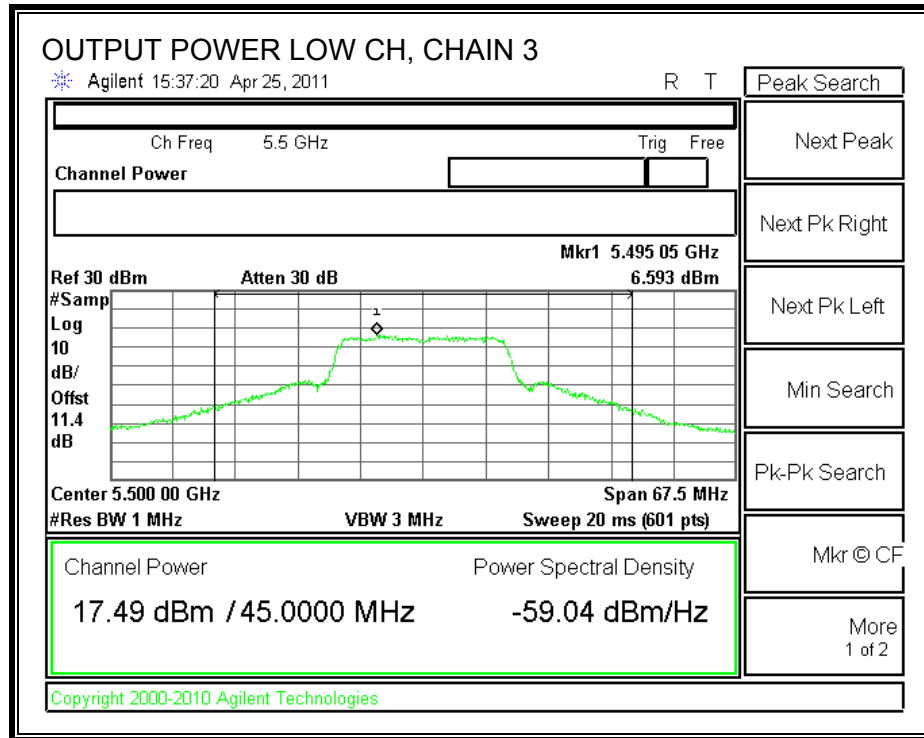 OUTPUT POWER LOW CH, CHAIN 3
Agilent 15:37:20 Apr 25, 2011
R T
Peak Search
Ch Freq 5.5 GHz
Trig Free
Next Peak
Channel Power
Next Pk Right
Mkr1 5.495 05 GHz
Ref 30 dBm Atten 30 dB 6.593 dBm
#Samp
Log
10
dB/
Offst
11.4
dB
1
Next Pk Left
Min Search
Pk-Pk Search
Center 5.500 00 GHz Span 67.5 MHz
#Res BW 1 MHz VBW 3 MHz Sweep 20 ms (601 pts)
Mkr © CF
Channel Power Power Spectral Density
17.49 dBm / 45.0000 MHz -59.04 dBm/Hz
More
1 of 2
Copyright 2000-2010 Agilent Technologies